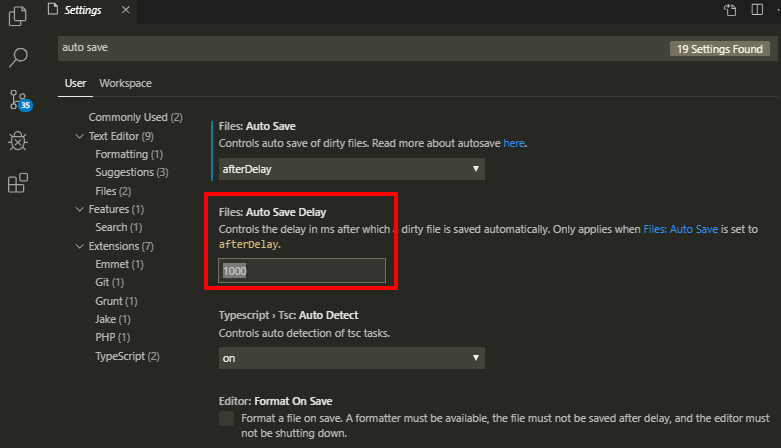 Settings
auto save
19 Settings Found
User
Workspace
Commonly Used (2)
Text Editor (9)
Formatting (1)
Suggestions (3)
Files (2)
Features (1)
Search (1)
Extensions (7)
Emmet (1)
Git (1)
Grunt (1)
Jake (1)
PHP (1)
TypeScript (2)
35
Files: Auto Save
Controls auto save of dirty files. Read more about autosave here.
afterDelay
Files: Auto Save Delay
Controls the delay in ms after which a dirty file is saved automatically. Only applies when Files: Auto Save is set to
afterDelay.
1000
Typescript › Tsc: Auto Detect
Controls auto detection of tsc tasks.
on
Editor: Format On Save
Format a file on save. A formatter must be available, the file must not be saved after delay, and the editor must
not be shutting down.